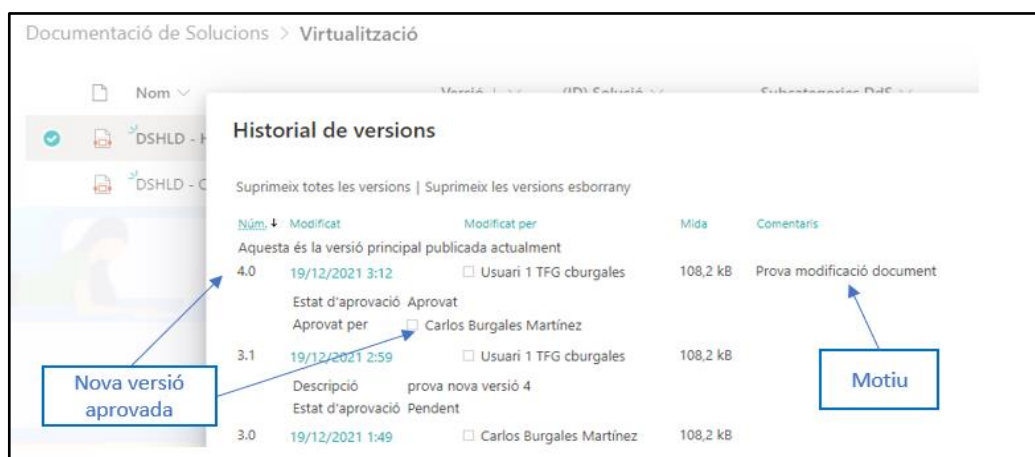 Documentació de Solucions > Virtualització
Nom
Versió (ID) Solució Subcategories DdS
DSHLD - H
DSHLD - C
Historial de versions
Suprimeix totes les versions | Suprimeix les versions esborrany
Núm. Modificat Modificat per Mida Comentaris
Aquesta és la versió principal publicada actualment
4.0 19/12/2021 3:12 Usuari 1 TFG cburgales 108,2 kB Prova modificació document
Estat d'aprovació Aprovat
Aprovat per Carlos Burgales Martínez
3.1 19/12/2021 2:59 Usuari 1 TFG cburgales 108,2 kB
Descripció prova nova versió 4
Estat d'aprovació Pendent
3.0 19/12/2021 1:49 Carlos Burgales Martínez 108,2 kB
Nova versió
aprovada
Motiu